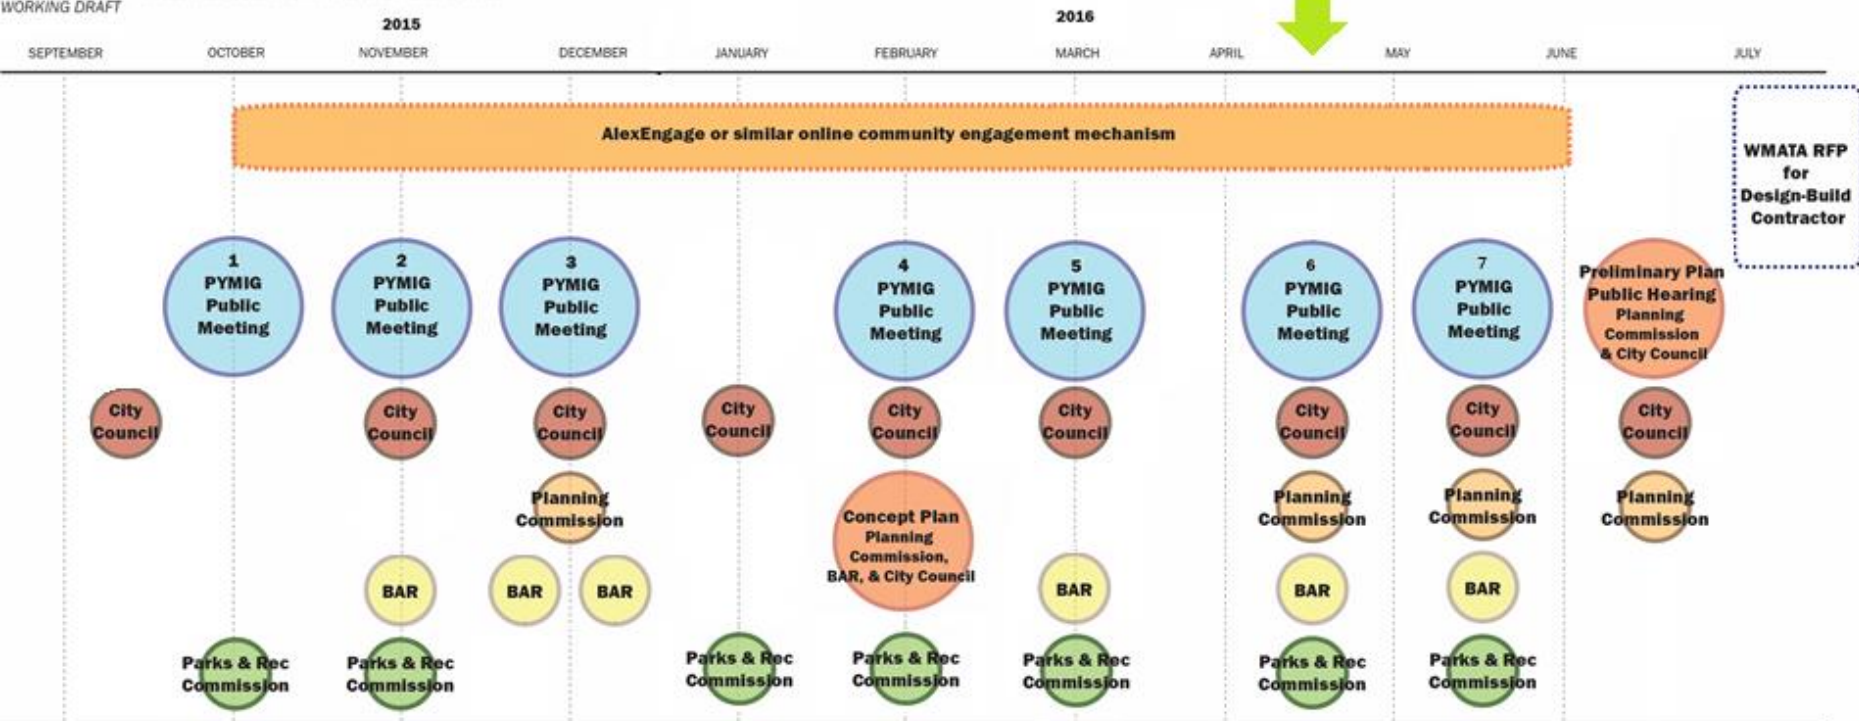 WORKING DRAFT
2015
2016
SEPTEMBER
OCTOBER
NOVEMBER
DECEMBER
JANUARY
FEBRUARY
MARCH
APRIL
MAY
JUNE
JULY
AlexEngage or similar online community engagement mechanism
WMATA RFP
for
Design-Build
Contractor
1
PYMIG
Public
Meeting
2
PYMIG
Public
Meeting
3
PYMIG
Public
Meeting
4
PYMIG
Public
Meeting
5
PYMIG
Public
Meeting
6
PYMIG
Public
Meeting
7
PYMIG
Public
Meeting
Preliminary Plan
Public Hearing
Planning
Commission
& City Council
City
Council
City
Council
City
Council
City
Council
City
Council
City
Council
City
Council
City
Council
City
Council
Planning
Commission
Concept Plan
Planning
Commission,
BAR, & City Council
Planning
Commission
Planning
Commission
Planning
Commission
BAR
BAR
BAR
BAR
BAR
BAR
Parks & Rec
Commission
Parks & Rec
Commission
Parks & Rec
Commission
Parks & Rec
Commission
Parks & Rec
Commission
Parks & Rec
Commission
Parks & Rec
Commission